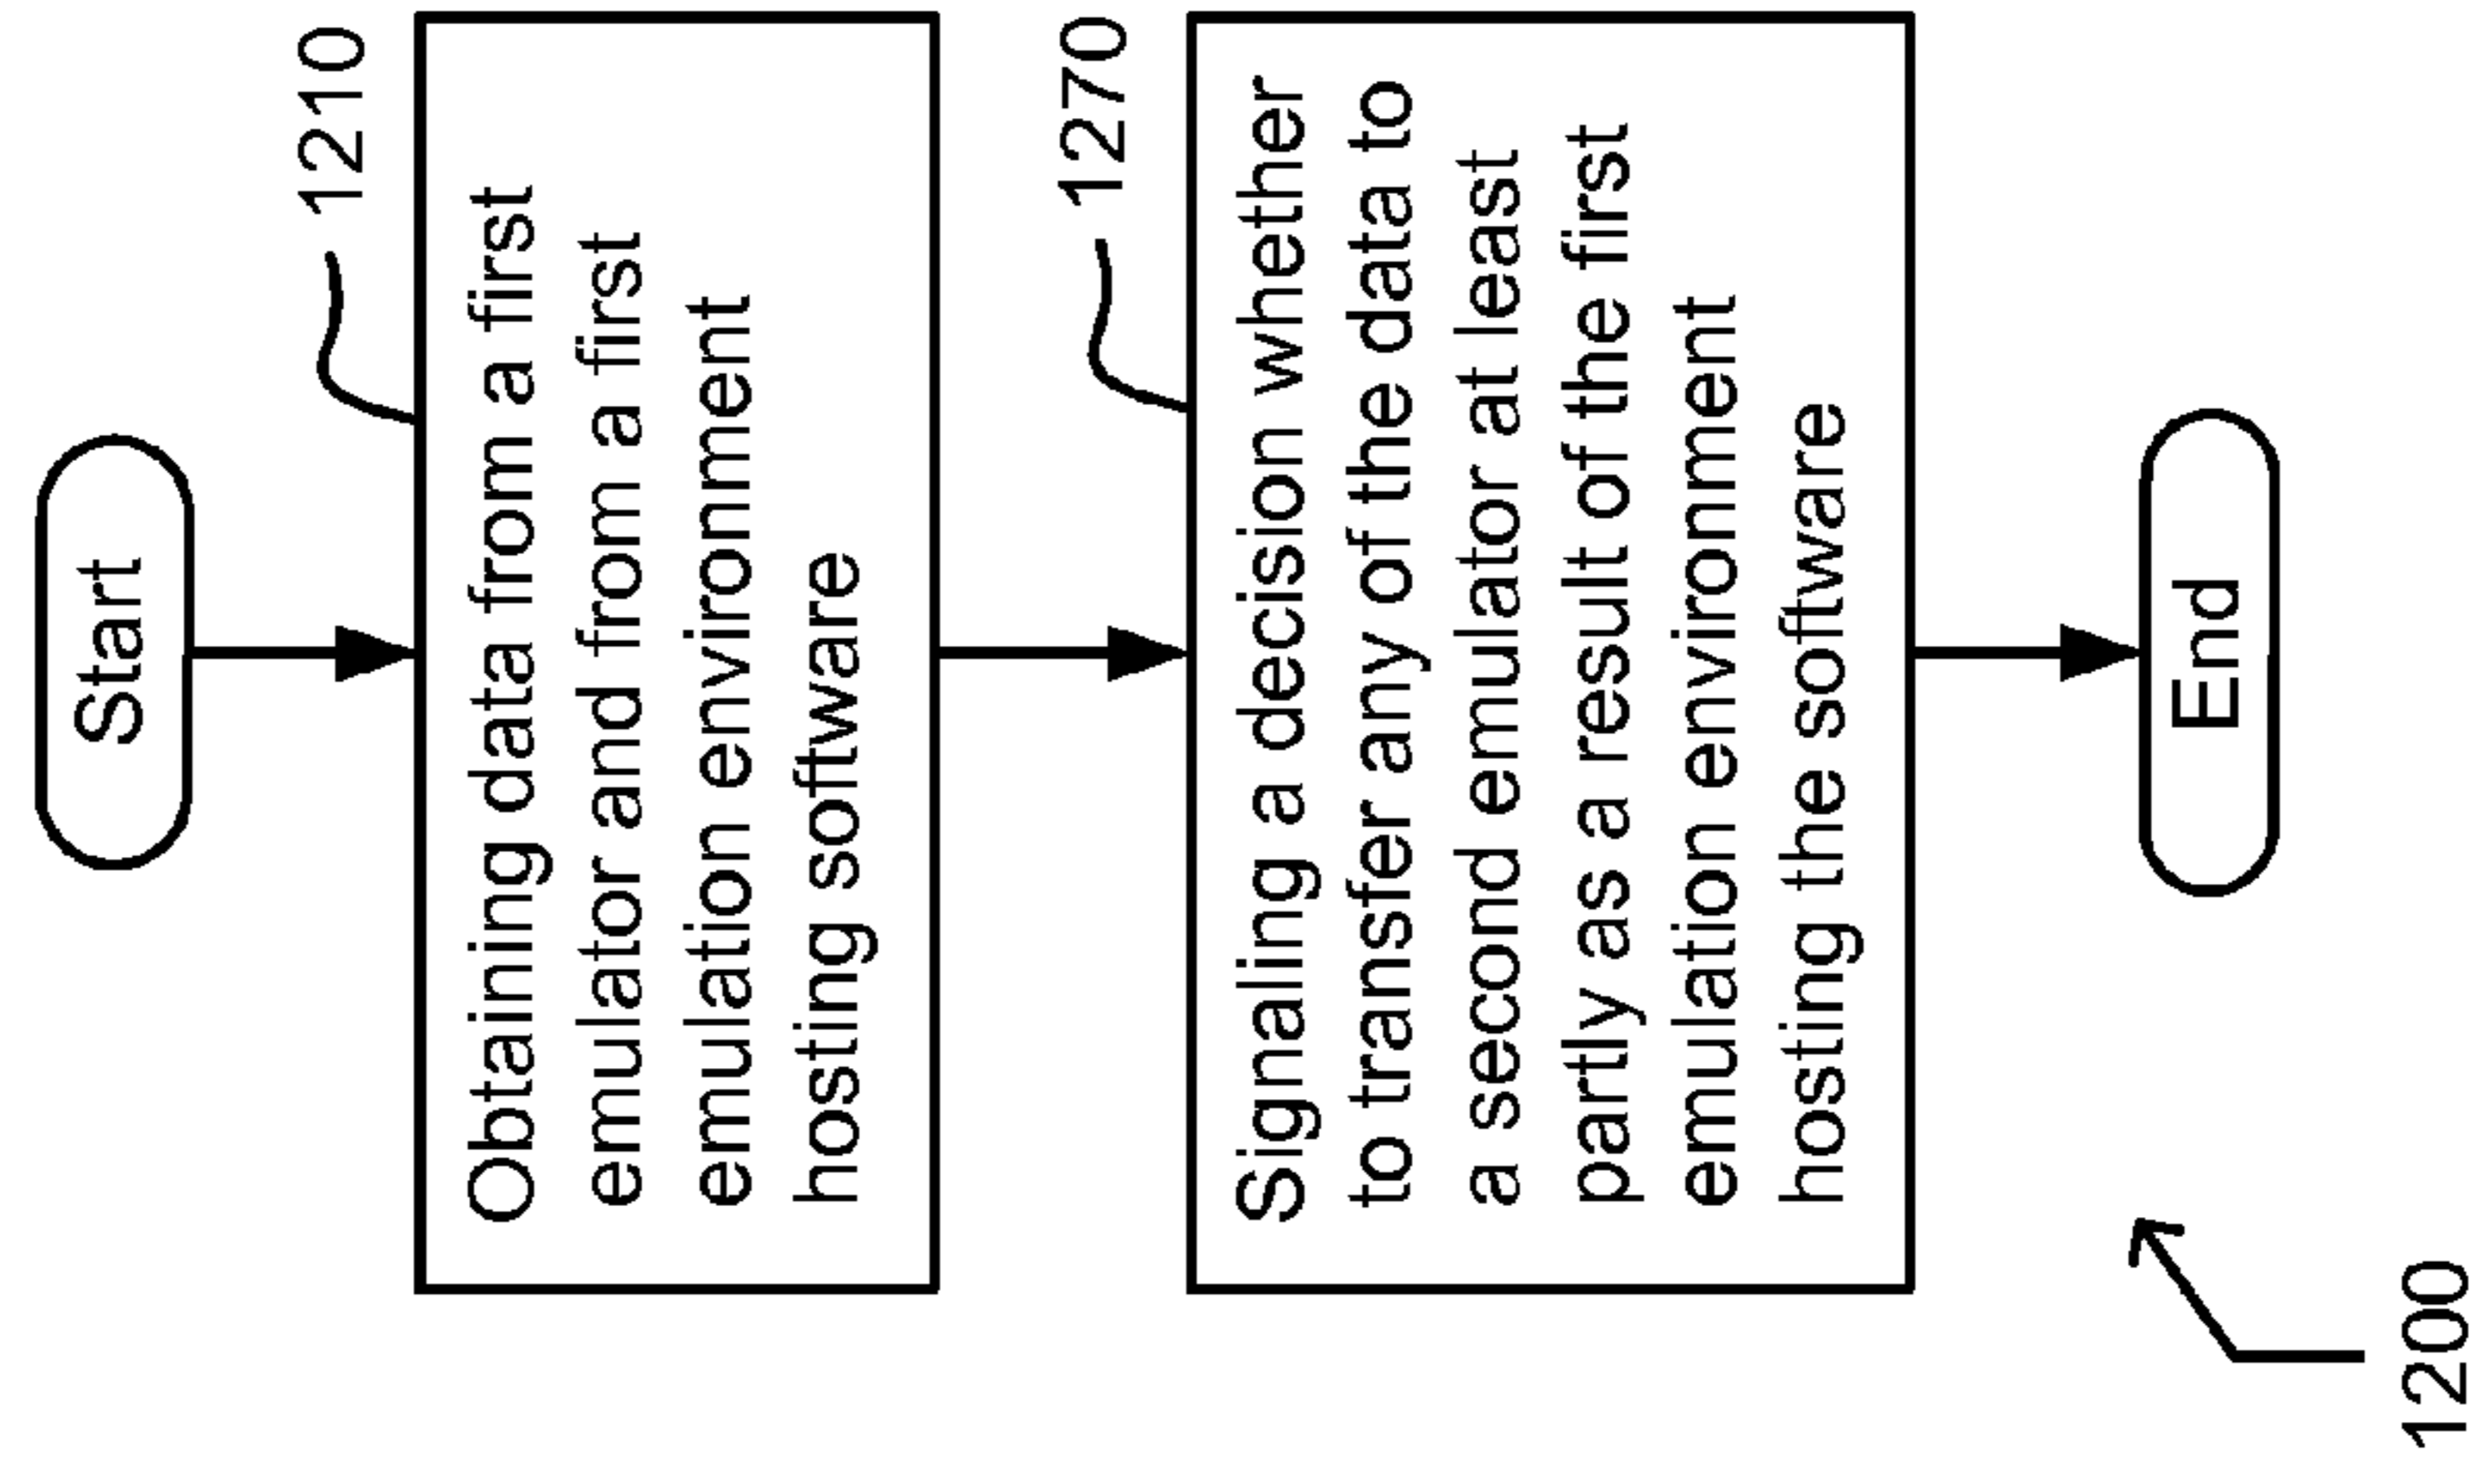 Start
1210
Obtaining data from a first
emulator and from a first
emulation environment
hosting software
1270
Signaling a decision whether
to transfer any of the data to
a second emulator at least
partly as a result of the first
emulation environment
hosting the software
End
1200